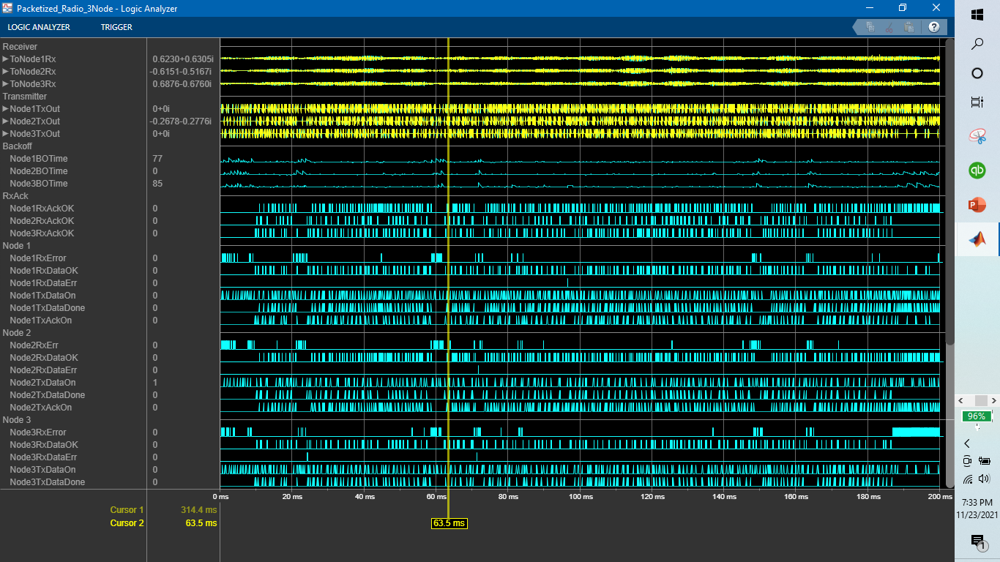 Packetized_Radio_3Node - Logic Analyzer
LOGIC ANALYZER TRIGGER
Receiver
ToNode1Rx 0.6230+0.6305i
ToNode2Rx -0.6151-0.5167i
ToNode3Rx 0.6876-0.6760i
Transmitter
Node1TxOut 0+0i
Node2TxOut -0.2678-0.2776i
Node3TxOut 0+0i
Backoff
Node1BOTime 77
Node2BOTime 0
Node3BOTime 85
RxAck
Node1RxAckOK 0
Node2RxAckOK 0
Node3RxAckOK 0
Node 1
Node1RxError 0
Node1RxDataOK 0
Node1RxDataErr 0
Node1TxDataOn 0
Node1TxDataDone 0
Node1TxAckOn 0
Node 2
Node2RxErr 0
Node2RxDataOK 0
Node2RxDataErr 0
Node2TxDataOn 1
Node2TxDataDone 0
Node2TxAckOn 0
Node 3
Node3RxError 0
Node3RxDataOK 0
Node3RxDataErr 0
Node3TxDataOn 0
Node3TxDataDone 0
0 ms 20 ms 40 ms 60 ms 80 ms 100 ms 120 ms 140 ms 160 ms 180 ms 200 ms
Cursor 1 314.4 ms
Cursor 2 63.5 ms
63.5 ms
qb
96%
7:33 PM
11/23/2021
1